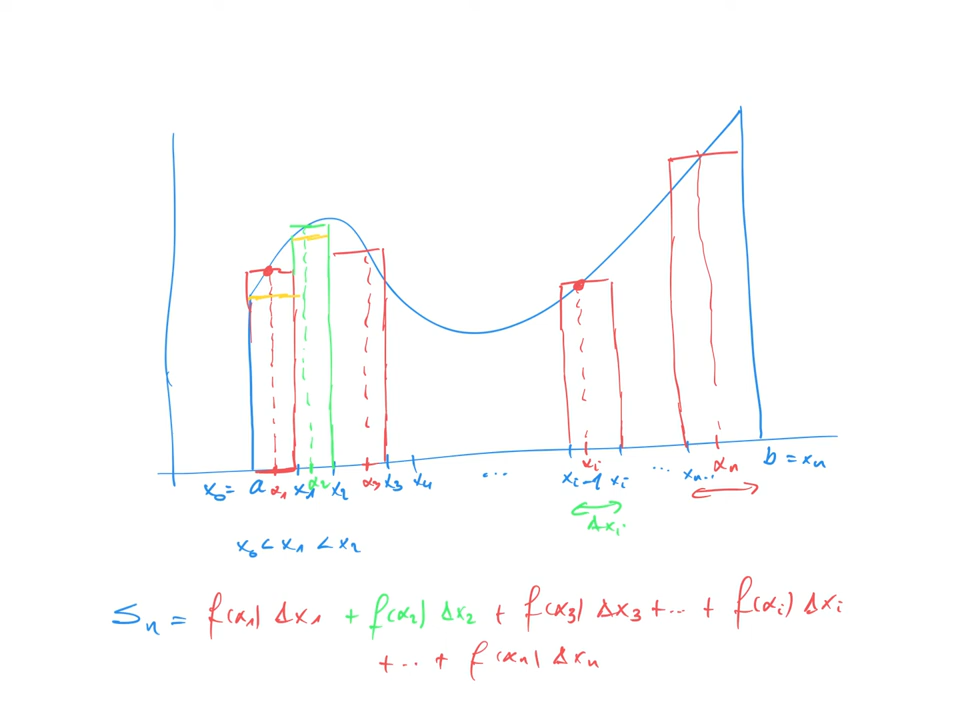 x₀ = a α₁ x₁ α₂ x₂ α₃ x₃ x₄ ... xᵢ₋₁ αᵢ xᵢ ... xₙ.. αₙ b = xₙ
Δxᵢ
x₀ < x₁ < x₂
Sₙ = f(α₁) Δx₁ + f(α₂) Δx₂ + f(α₃) Δx₃ + ... + f(αᵢ) Δxᵢ
+ ... + f(αₙ) Δxₙ